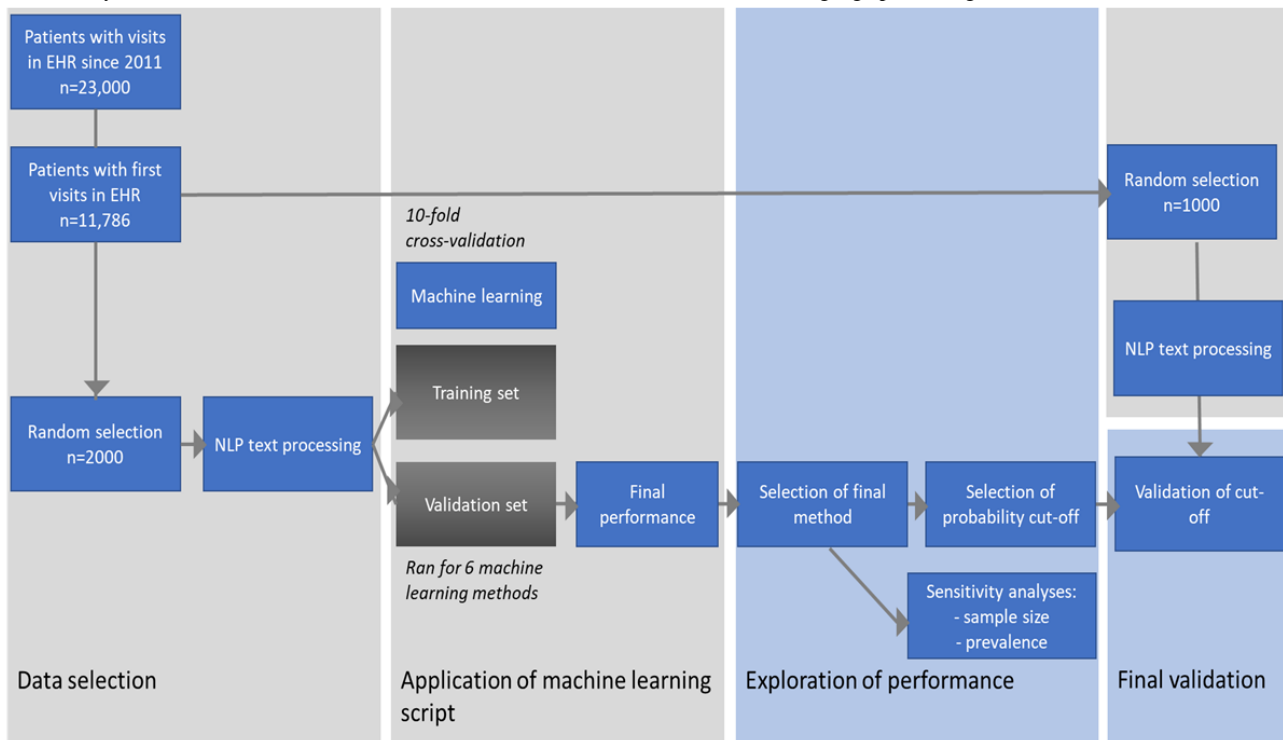 Patients with visits
in EHR since 2011
n=23,000
Patients with first
visits in EHR
n=11,786
Random selection
n=2000
NLP text processing
Data selection
10-fold
cross-validation
Machine learning
Training set
Validation set
Ran for 6 machine
learning methods
Final
performance
Application of machine learning
script
Selection of final
method
Selection of
probability cut-off
Sensitivity analyses:
- sample size
- prevalence
Exploration of performance
Random selection
n=1000
NLP text processing
Validation of cut-
off
Final validation